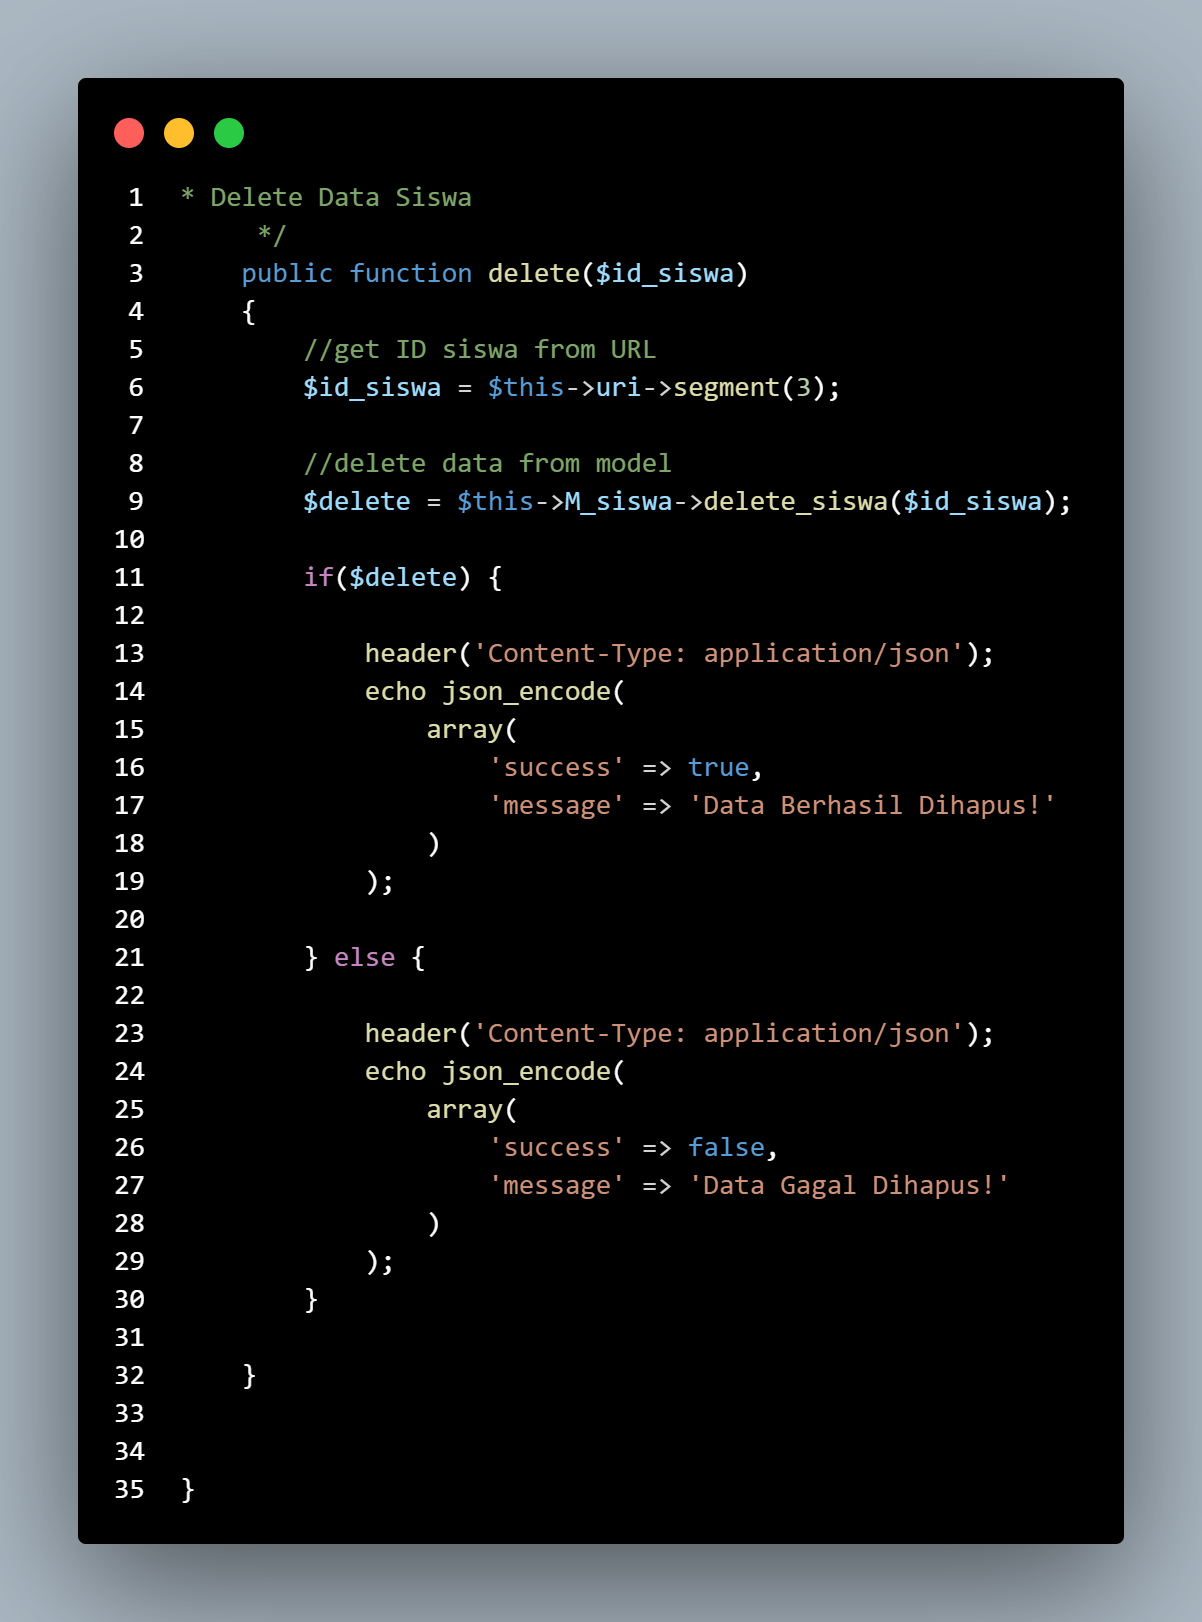 1 * Delete Data Siswa
2 */
3 public function delete($id_siswa)
4 {
5 //get ID siswa from URL
6 $id_siswa = $this->uri->segment(3);
7
8 //delete data from model
9 $delete = $this->M_siswa->delete_siswa($id_siswa);
10
11 if($delete) {
12
13 header('Content-Type: application/json');
14 echo json_encode(
15 array(
16 'success' => true,
17 'message' => 'Data Berhasil Dihapus!'
18 )
19 );
20
21 } else {
22
23 header('Content-Type: application/json');
24 echo json_encode(
25 array(
26 'success' => false,
27 'message' => 'Data Gagal Dihapus!'
28 )
29 );
30 }
31
32 }
33
34
35 }